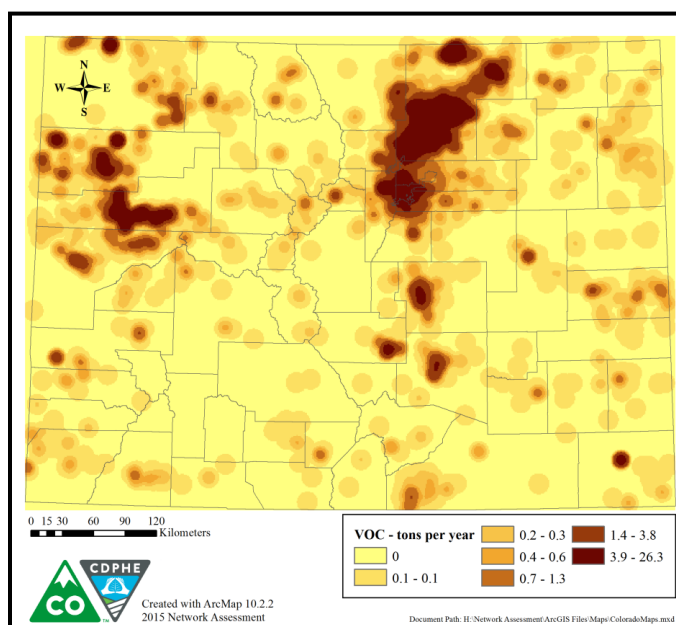 N
W E
S
0 15 30 60 90 120
Kilometers
VOC - tons per year
0
0.1 - 0.1
0.2 - 0.3
0.4 - 0.6
0.7 - 1.3
1.4 - 3.8
3.9 - 26.3
CDPHE
CO
TM
Created with ArcMap 10.2.2
2015 Network Assessment
Document Path: H:\Network Assessment\ArcGIS Files\Maps\ColoradoMaps.mxd